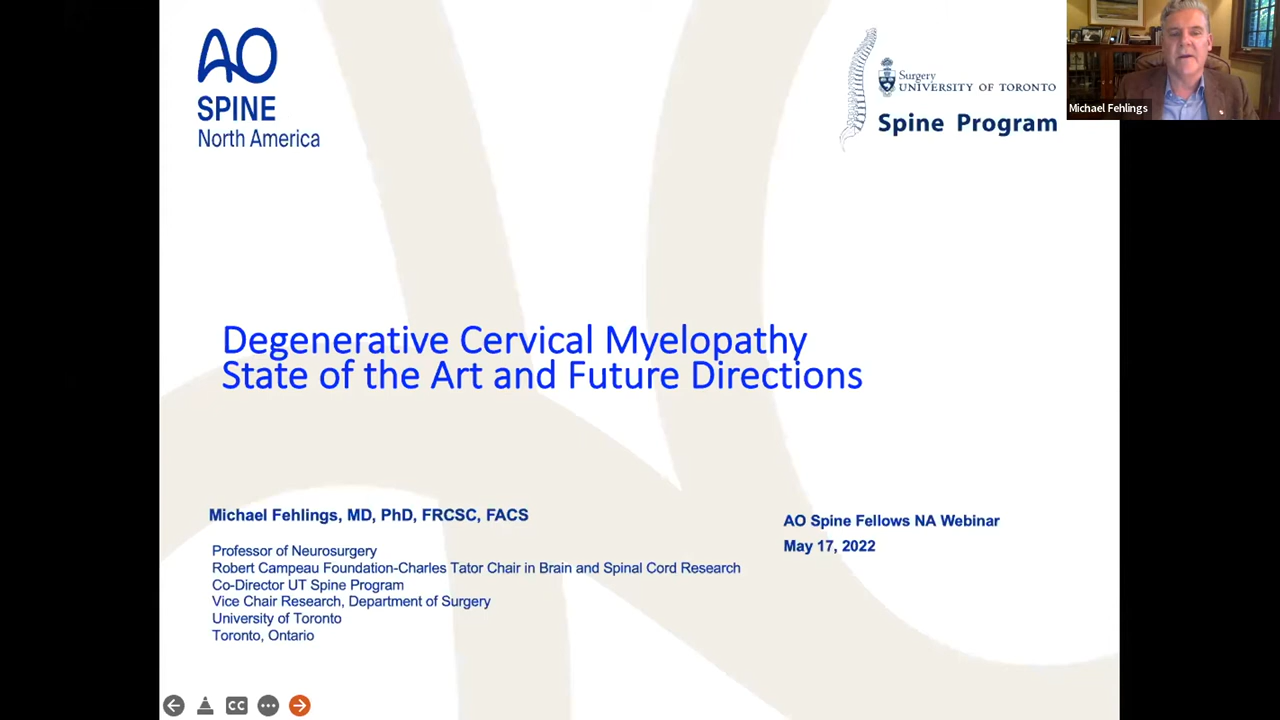 AO
SPINE
North America
Surgery
UNIVERSITY OF TORONTO
Spine Program
Michael Fehlings
Degenerative Cervical Myelopathy
State of the Art and Future Directions
Michael Fehlings, MD, PhD, FRCSC, FACS
Professor of Neurosurgery
Robert Campeau Foundation-Charles Tator Chair in Brain and Spinal Cord Research
Co-Director UT Spine Program
Vice Chair Research, Department of Surgery
University of Toronto
Toronto, Ontario
AO Spine Fellows NA Webinar
May 17, 2022
CC